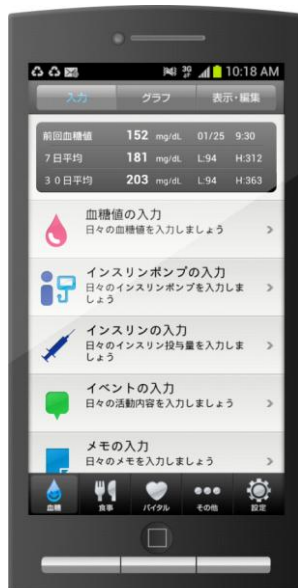 3G 10:18 AM
入力 グラフ 表示・編集
前回血糖値 152 mg/dL 01/25 9:30
7日平均 181 mg/dL L:94 H:312
30日平均 203 mg/dL L:94 H:363
血糖値の入力
日々の血糖値を入力しましょう
インスリンポンプの入力
日々のインスリンポンプを入力しま
しょう
インスリンの入力
日々のインスリン投与量を入力しま
しょう
イベントの入力
日々の活動内容を入力しましょう
メモの入力
日々のメモを入力しましょう
血糖 食事 バイタル その他 設定